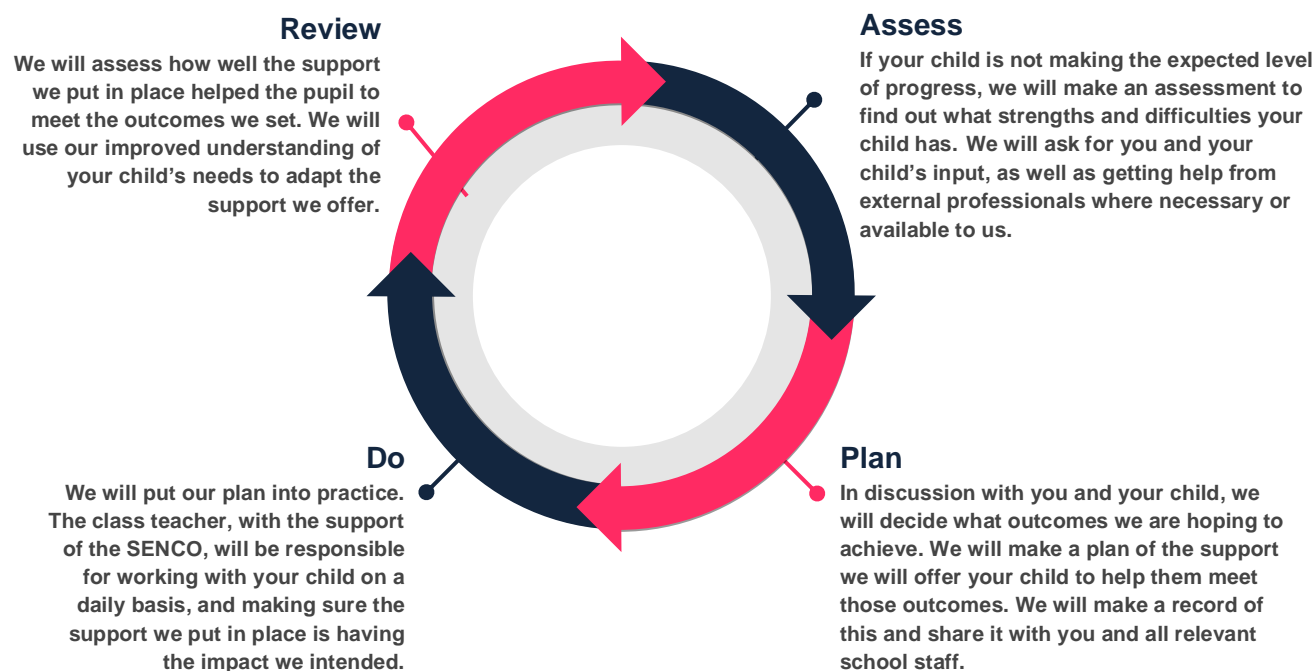 Review
We will assess how well the support
we put in place helped the pupil to
meet the outcomes we set. We will
use our improved understanding of
your child’s needs to adapt the
support we offer.
Assess
If your child is not making the expected level
of progress, we will make an assessment to
find out what strengths and difficulties your
child has. We will ask for you and your
child’s input, as well as getting help from
external professionals where necessary or
available to us.
Do
We will put our plan into practice.
The class teacher, with the support
of the SENCO, will be responsible
for working with your child on a
daily basis, and making sure the
support we put in place is having
the impact we intended.
Plan
In discussion with you and your child, we
will decide what outcomes we are hoping to
achieve. We will make a plan of the support
we will offer your child to help them meet
those outcomes. We will make a record of
this and share it with you and all relevant
school staff.